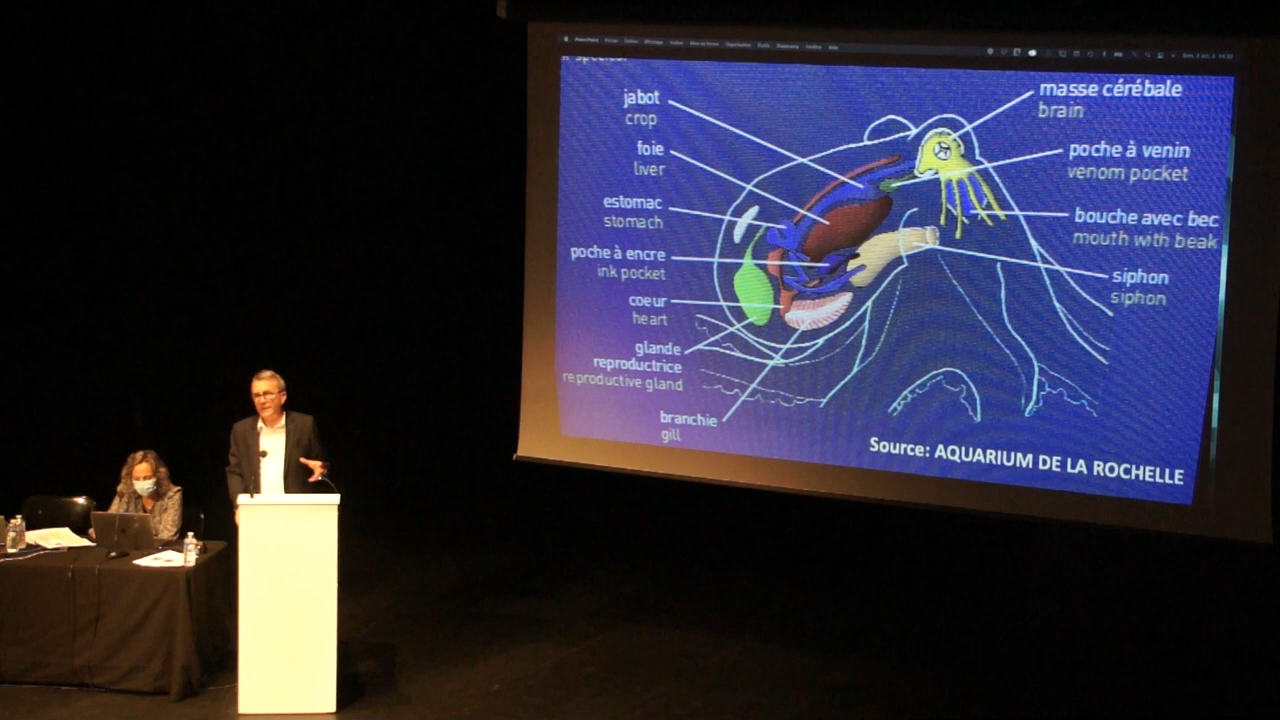 jabot
crop
foie
liver
estomac
stomach
poche à encre
ink pocket
coeur
heart
glande
reproductrice
reproductive gland
branchie
gill
masse cérébale
brain
poche à venin
venom pocket
bouche avec bec
mouth with beak
siphon
siphon
Source: AQUARIUM DE LA ROCHELLE